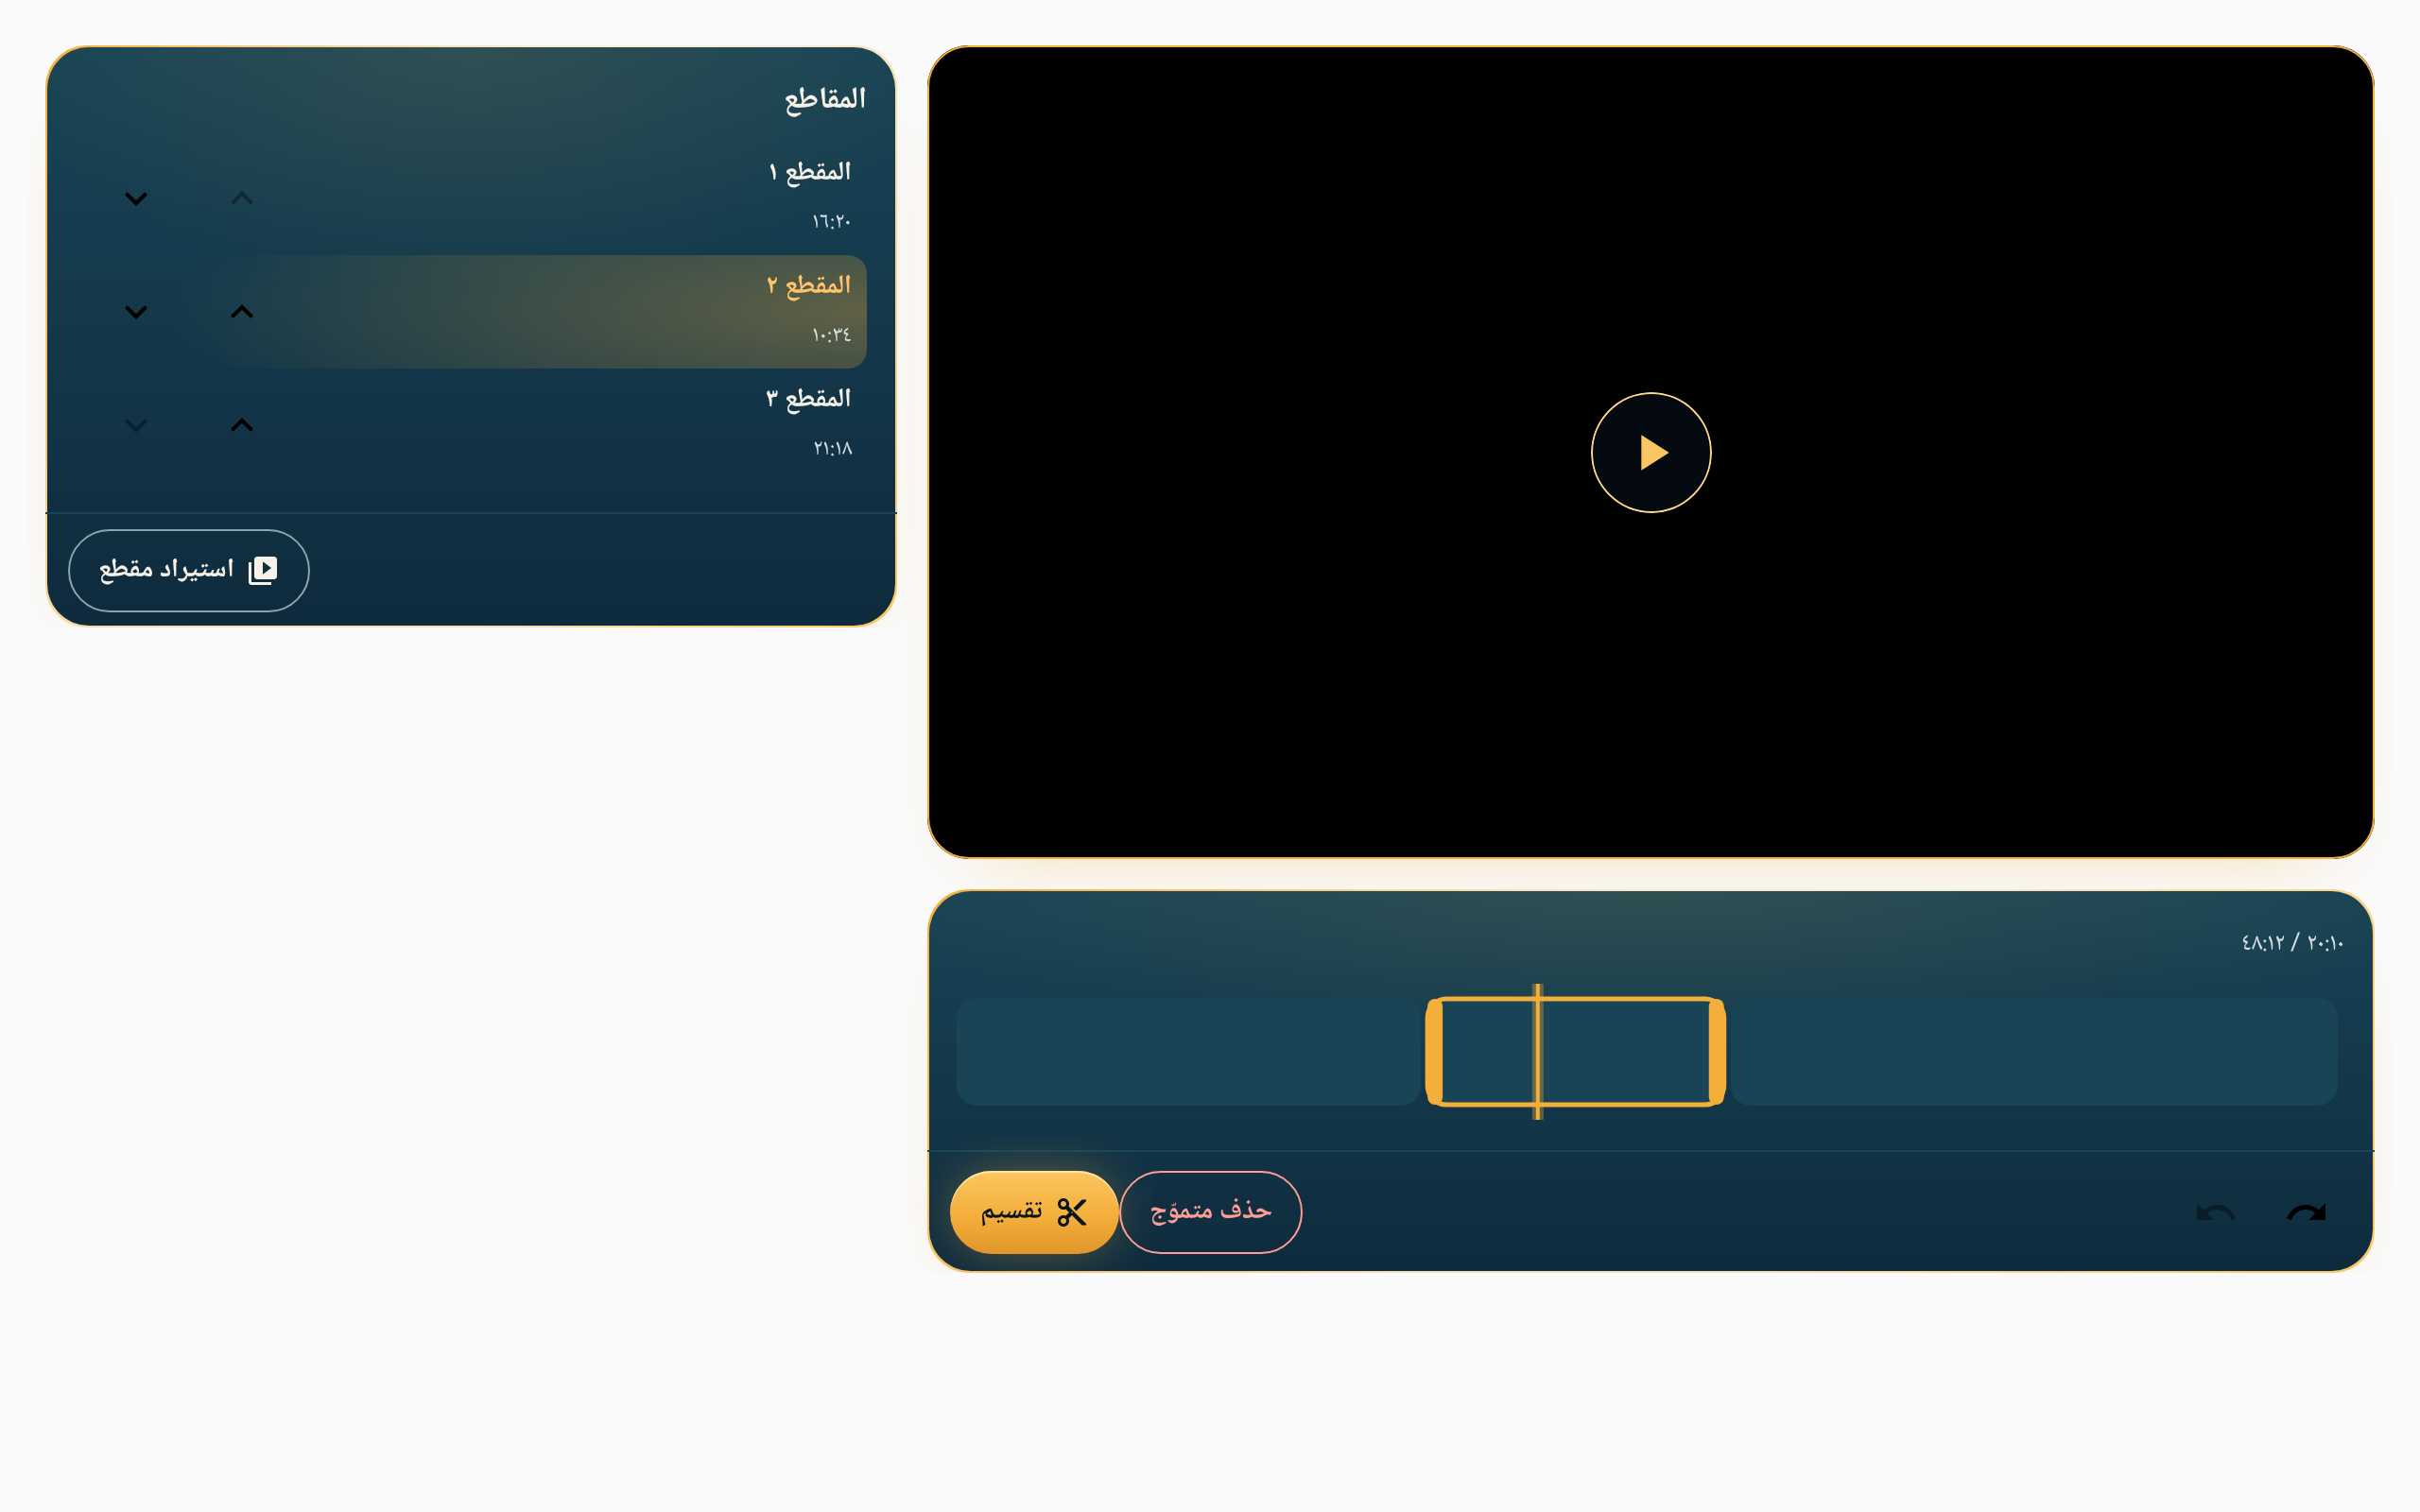 المقاطع
المقطع ١
١٦:٢٠
المقطع ٢
١٠:٣٤
المقطع ٣
٢١:١٨
استيراد مقطع
٢٠:١٠ / ٤٨:١٢
حذف متموّج
تقسيم